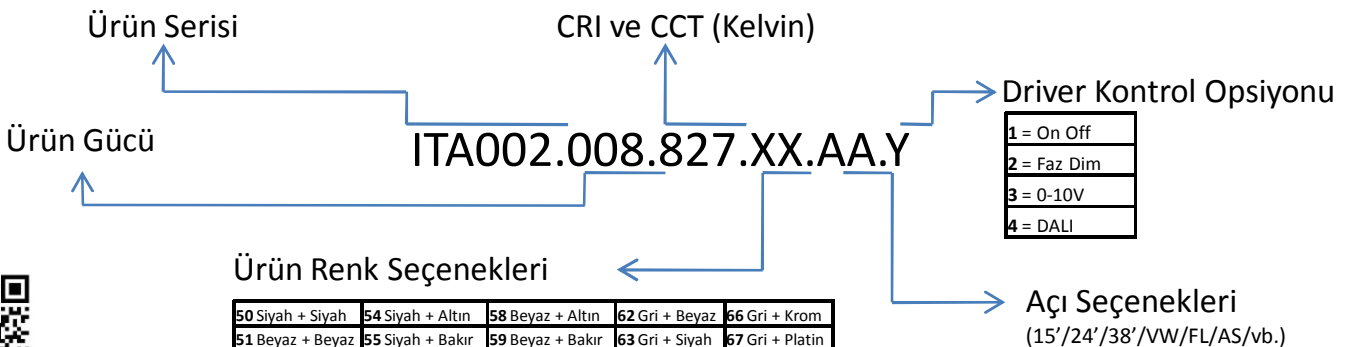 Ürün Serisi
CRI ve CCT (Kelvin)
Driver Kontrol Opsiyonu
1 = On Off
2 = Faz Dim
3 = 0-10V
4 = DALI
Ürün Gücü
ITA002.008.827.XX.AA.Y
Ürün Renk Seçenekleri
50 Siyah + Siyah 54 Siyah + Altın 58 Beyaz + Altın 62 Gri + Beyaz 66 Gri + Krom
51 Beyaz + Beyaz 55 Siyah + Bakır 59 Beyaz + Bakır 63 Gri + Siyah 67 Gri + Platin
Açı Seçenekleri
(15’/24’/38’/VW/FL/AS/vb.)